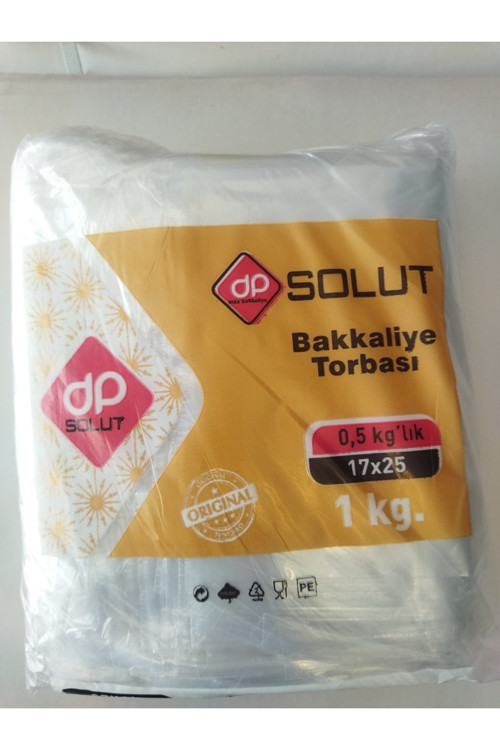 dp
SOLUT
Bakkaliye
Torbası
0,5 kg'lık
17x25
1 kg.
dp
SOLUT
ORIGINAL
PE